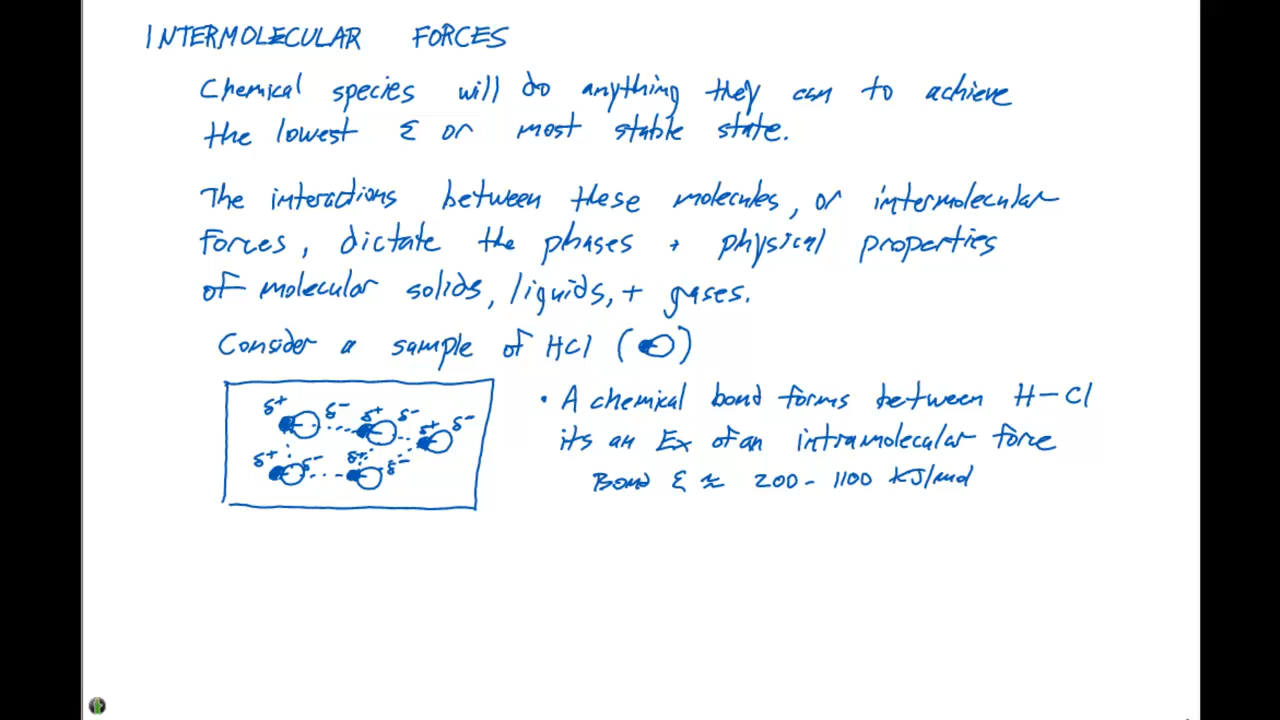 INTERMOLECULAR FORCES
Chemical species will do anything they can to achieve
the lowest Σ or most stable state.
The interactions between these molecules, or intermolecular
forces, dictate the phases + physical properties
of molecular solids, liquids, + gases.
Consider a sample of HCl ( )
δ+ δ- δ+ δ- δ+ δ-
δ+ δ- δ+ δ-
• A chemical bond forms between H-Cl
its an Ex of an intramolecular force
Bond Σ ≈ 200 - 1100 kJ/mol